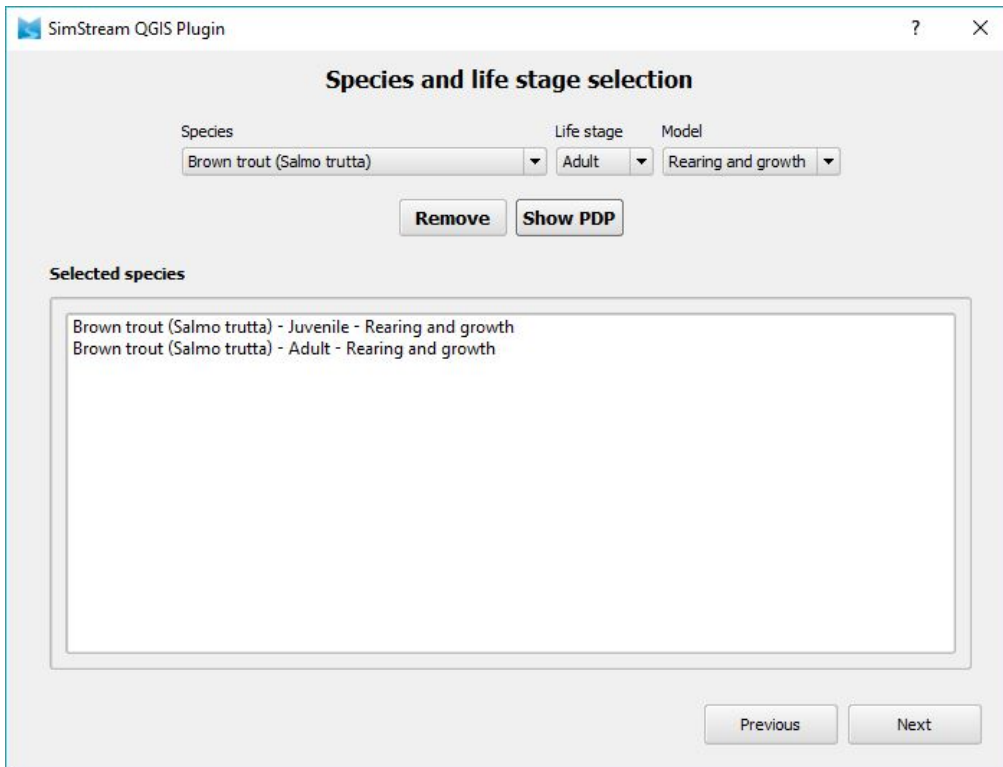 SimStream QGIS Plugin
?
Species and life stage selection
Species Life stage Model
Brown trout (Salmo trutta) Adult Rearing and growth
Remove Show PDP
Selected species
Brown trout (Salmo trutta) - Juvenile - Rearing and growth
Brown trout (Salmo trutta) - Adult - Rearing and growth
Previous Next